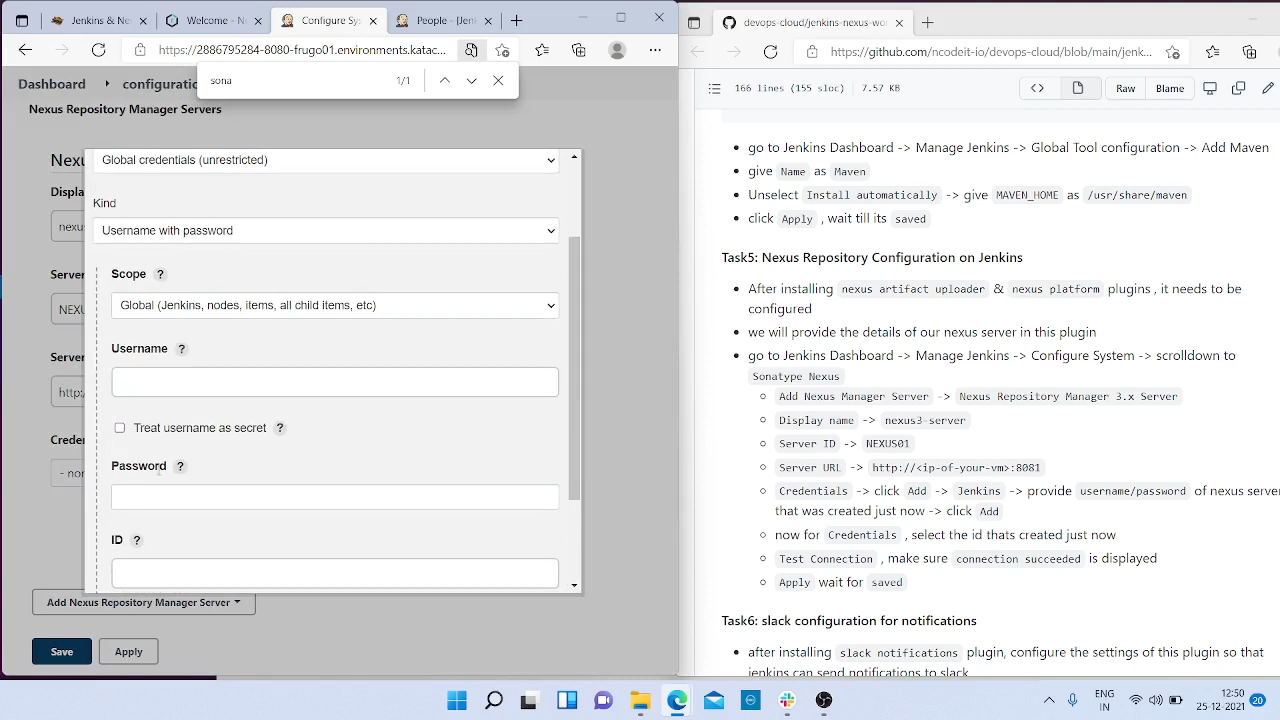 Jenkins & Ne
Welcome - N
Configure Sy
People - [Jenk
devops-cloud/jenkins-nexus-wo
https://2886795284-8080-frugo01.environments.katac...
https://github.com/ncodeit-io/devops-cloud/blob/main/jenk...
sona
1/1
Dashboard
configuratio
Nexus Repository Manager Servers
Nexu
Displa
nexus
Server
NEXU
Server
http:/
Creden
- non
Global credentials (unrestricted)
Kind
Username with password
Scope ?
Global (Jenkins, nodes, items, all child items, etc)
Username ?
Treat username as secret ?
Password ?
ID ?
Add Nexus Repository Manager Server
Save
Apply
166 lines (155 sloc)
7.57 KB
Raw
Blame
go to Jenkins Dashboard -> Manage Jenkins -> Global Tool configuration -> Add Maven
give Name as Maven
Unselect Install automatically -> give MAVEN_HOME as /usr/share/maven
click Apply , wait till its saved
Task5: Nexus Repository Configuration on Jenkins
After installing nexus artifact uploader & nexus platform plugins , it needs to be
configured
we will provide the details of our nexus server in this plugin
go to Jenkins Dashboard -> Manage Jenkins -> Configure System -> scrolldown to
Sonatype Nexus
Add Nexus Manager Server -> Nexus Repository Manager 3.x Server
Display name -> nexus3-server
Server ID -> NEXUS01
Server URL -> http://<ip-of-your-vm>:8081
Credentials -> click Add -> Jenkins -> provide username/password of nexus server
that was created just now -> click Add
now for Credentials , select the id thats created just now
Test Connection , make sure connection succeeded is displayed
Apply wait for saved
Task6: slack configuration for notifications
after installing slack notifications plugin, configure the settings of this plugin so that
jenkins can send notifications to slack
ENG
IN
12:50
25-12-2021
20